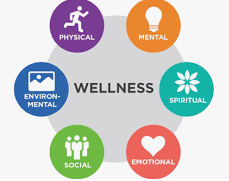 PHYSICAL
MENTAL
WELLNESS
ENVIRON-
MENTAL
SPIRITUAL
SOCIAL
EMOTIONAL